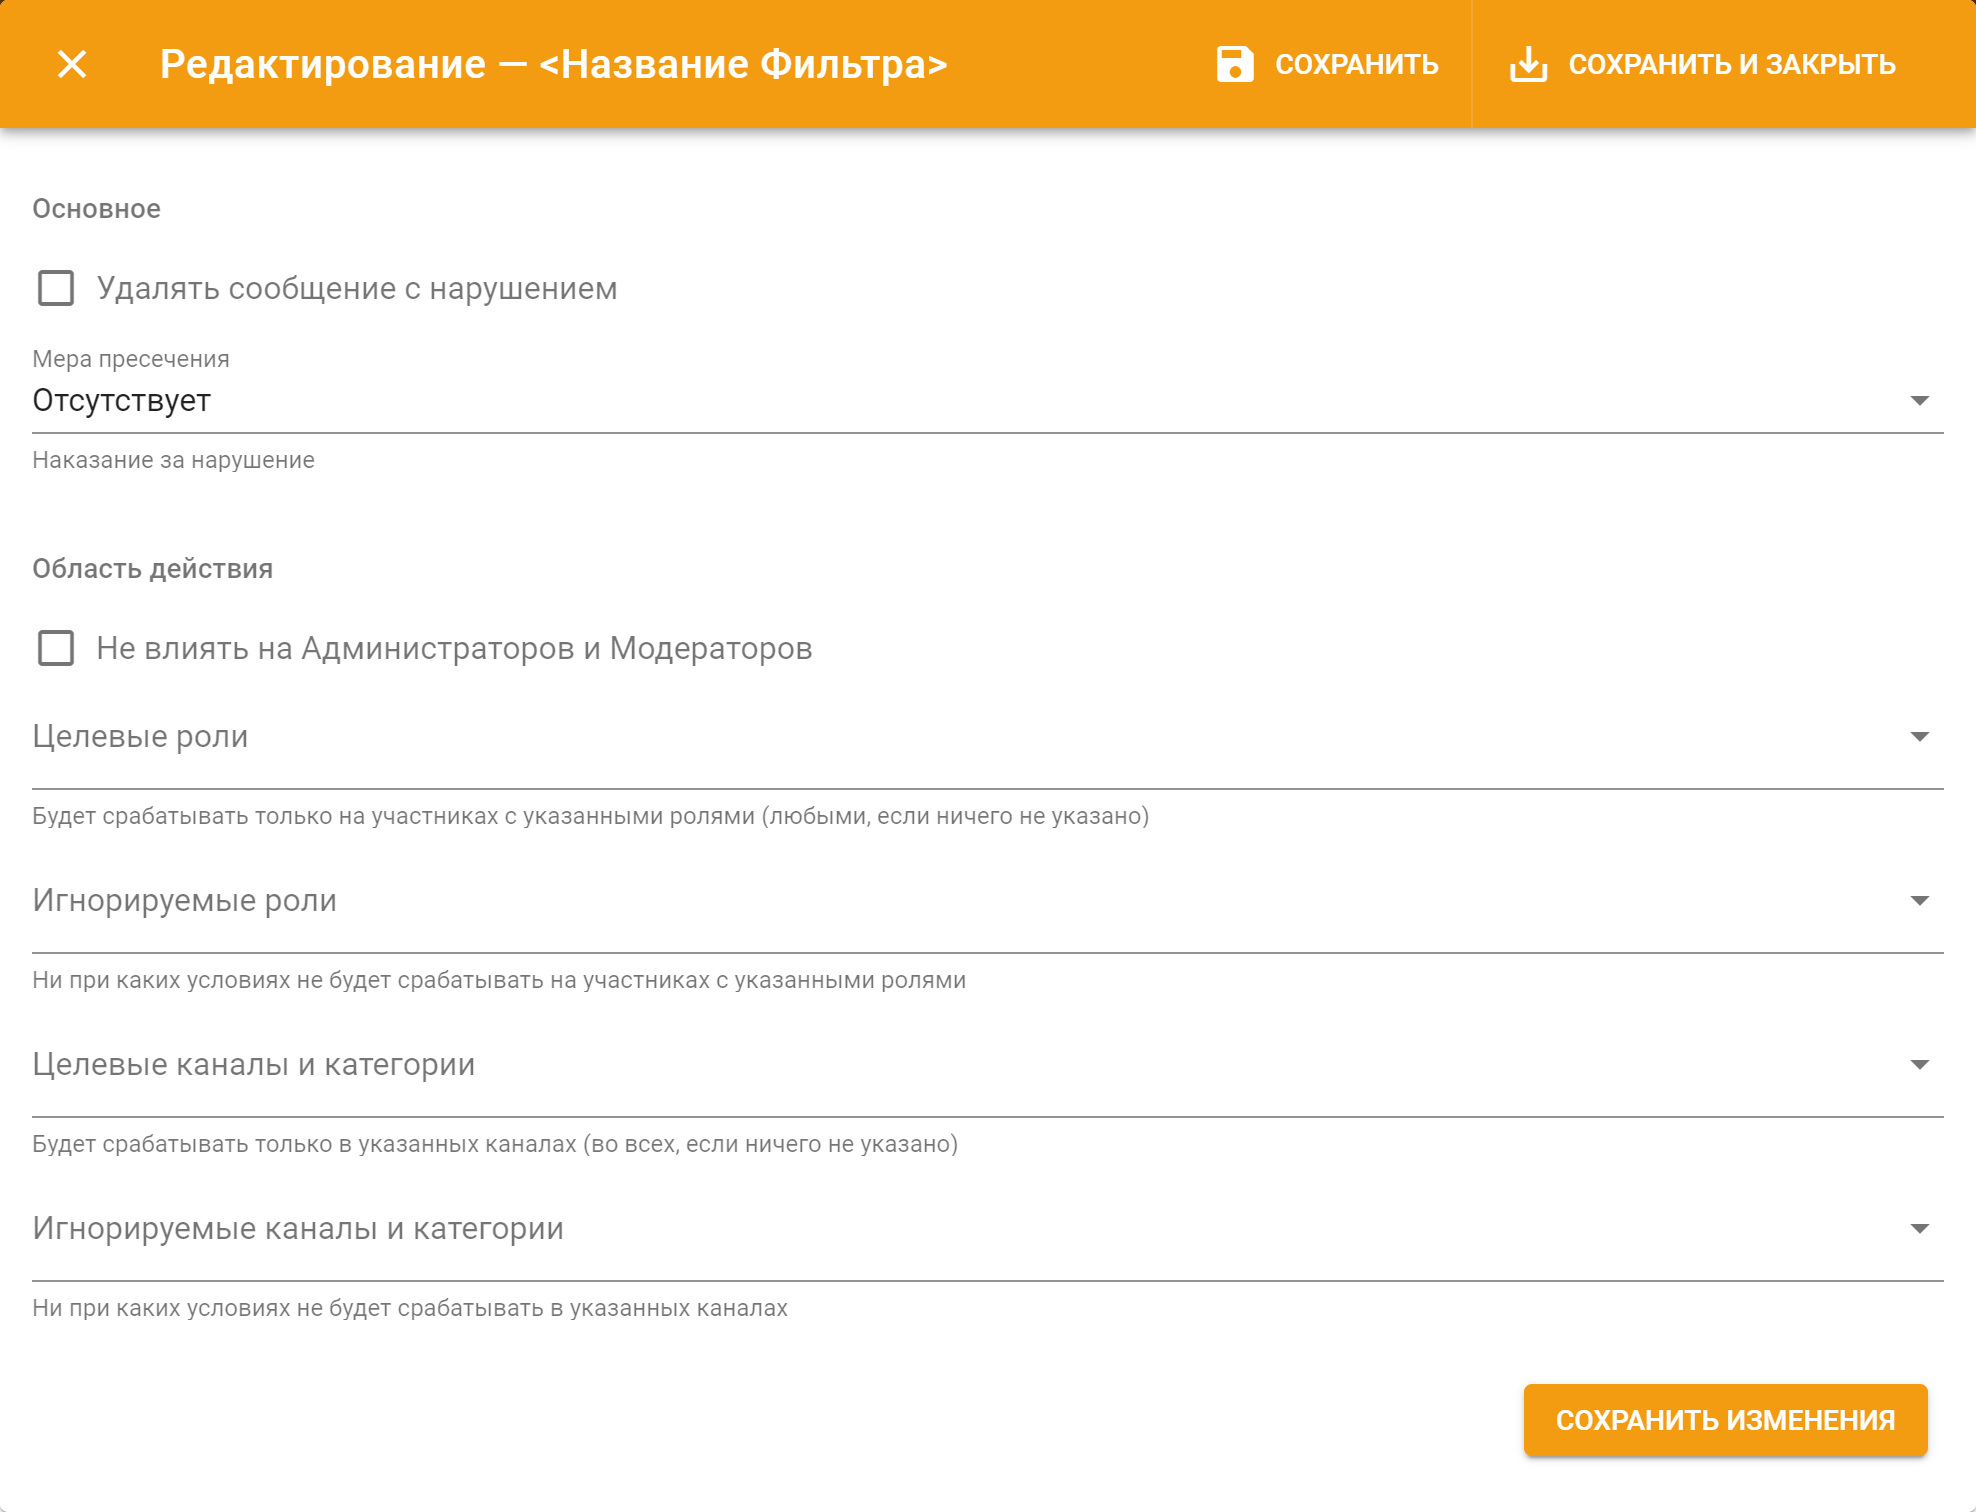 Редактирование — <Название Фильтра>
СОХРАНИТЬ
СОХРАНИТЬ И ЗАКРЫТЬ
Основное
Удалять сообщение с нарушением
Мера пресечения
Отсутствует
Наказание за нарушение
Область действия
Не влиять на Администраторов и Модераторов
Целевые роли
Будет срабатывать только на участниках с указанными ролями (любыми, если ничего не указано)
Игнорируемые роли
Ни при каких условиях не будет срабатывать на участниках с указанными ролями
Целевые каналы и категории
Будет срабатывать только в указанных каналах (во всех, если ничего не указано)
Игнорируемые каналы и категории
Ни при каких условиях не будет срабатывать в указанных каналах
СОХРАНИТЬ ИЗМЕНЕНИЯ